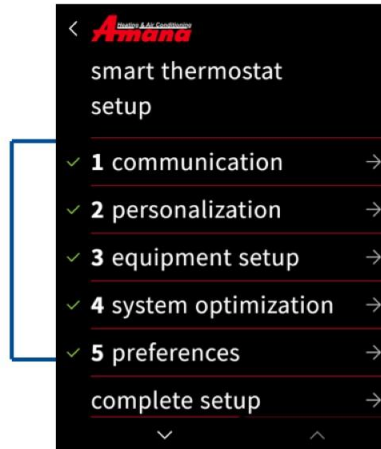 Heating & Air Conditioning
Amana
smart thermostat
setup
1 communication
2 personalization
3 equipment setup
4 system optimization
5 preferences
complete setup